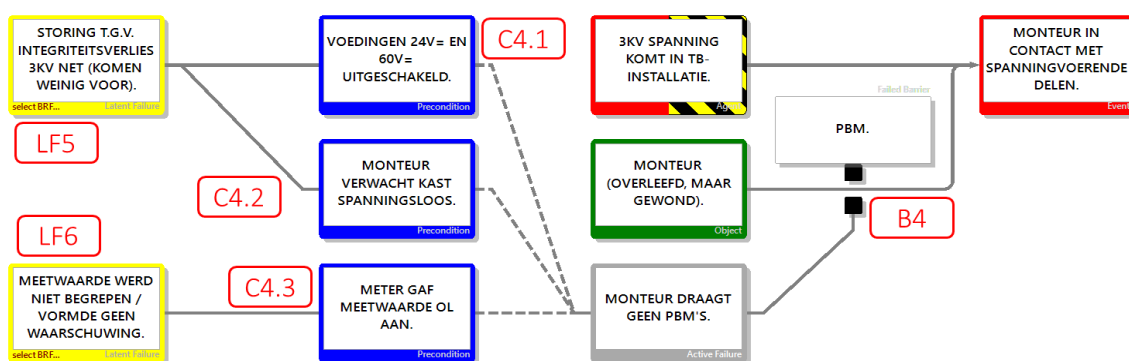 STORING T.G.V.
INTEGRITEITSVERLIES
3KV NET (KOMEN
WEINIG VOOR).
select BRF...
Latent Failure
LF5
VOEDINGEN 24V= EN
60V=
UITGESCHAKELD.
Precondition
C4.1
3KV SPANNING
KOMT IN TB-
INSTALLATIE.
Agent
MONTEUR IN
CONTACT MET
SPANNINGVOERENDE
DELEN.
Event
Failed Barrier
PBM.
C4.2
MONTEUR
VERWACHT KAST
SPANNINGSLOOS.
Precondition
MONTEUR
(OVERLEEFD, MAAR
GEWOND).
Object
B4
LF6
MEETWAARDE WERD
NIET BEGREPEN /
VORMDE GEEN
WAARSCHUWING.
select BRF...
Latent Failure
C4.3
METER GAF
MEETWAARDE OL
AAN.
Precondition
MONTEUR DRAAGT
GEEN PBM'S.
Active Failure